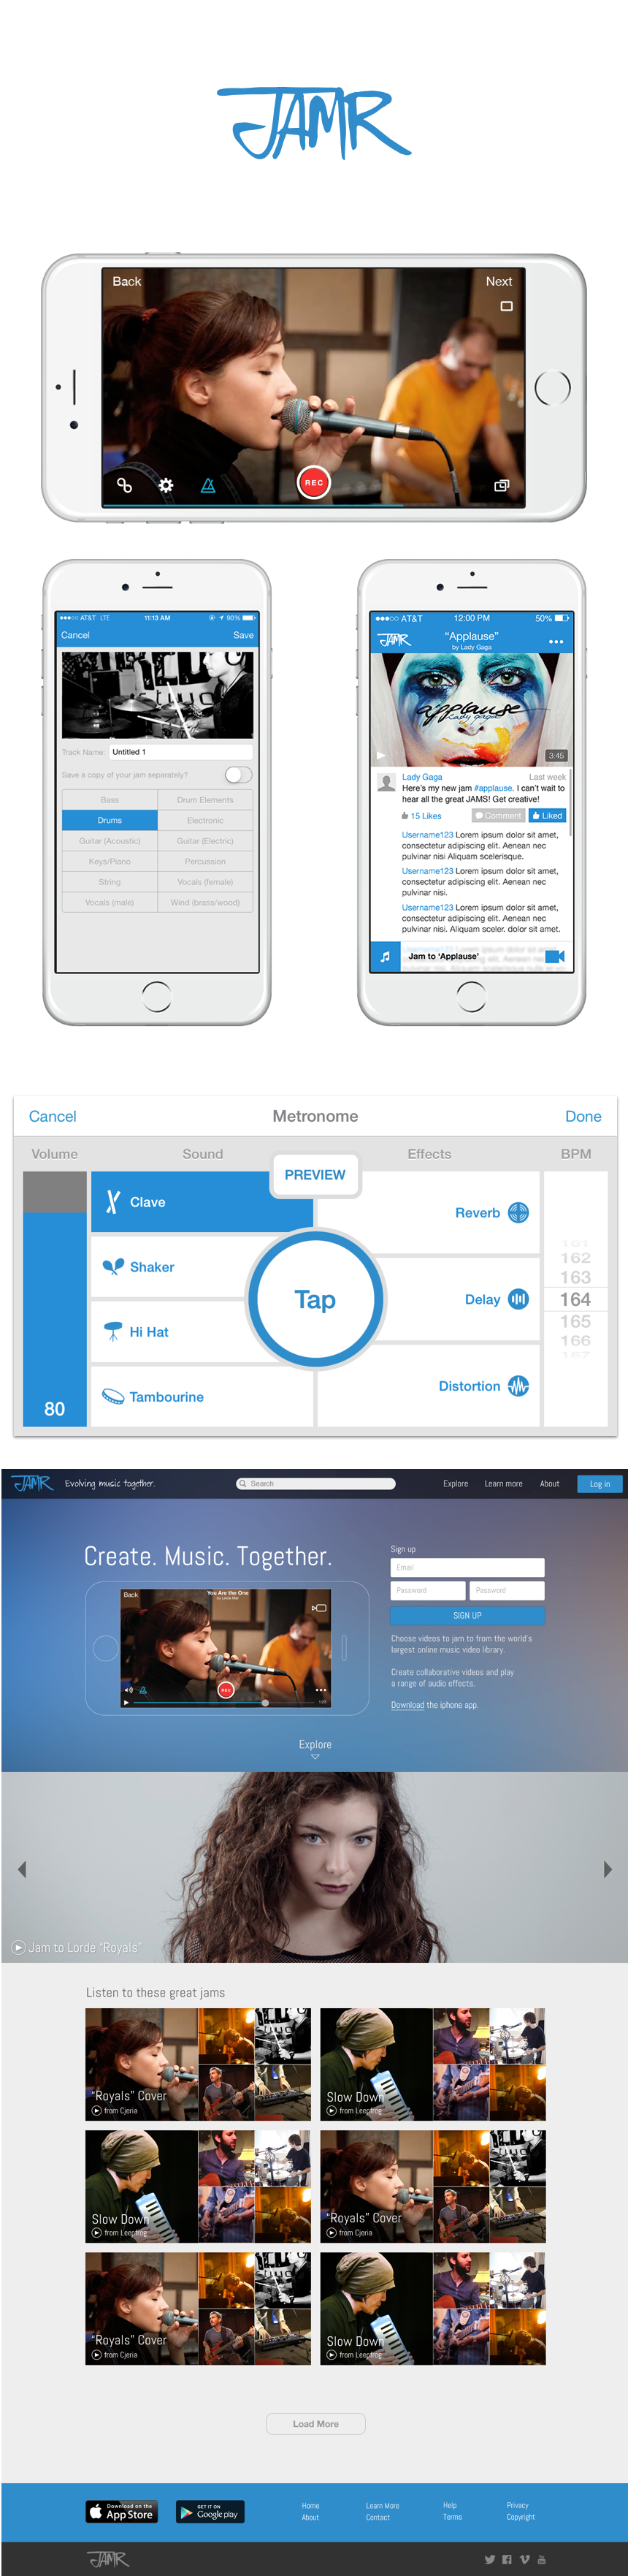 JAMR
Back
Next
REC
AT&T LTE
11:13 AM
90%
Cancel
Save
Track Name:
Untitled 1
Save a copy of your jam separately?
Bass
Drum Elements
Drums
Electronic
Guitar (Acoustic)
Guitar (Electric)
Keys/Piano
Percussion
String
Vocals (female)
Vocals (male)
Wind (brass/wood)
AT&T
12:00 PM
50%
JAMR
"Applause"
by Lady Gaga
applause
Lady gaga
3:45
Lady Gaga
Last week
Here's my new jam #applause. I can't wait to
hear all the great JAMS! Get creative!
15 Likes
Comment
Liked
Username123 Lorem ipsum dolor sit amet,
consectetur adipiscing elit. Aenean nec
pulvinar nisi Aliquam scelerisque.
Username123 Lorem ipsum dolor sit amet,
consectetur adipiscing elit. Aenean nec
pulvinar nisi.
Username123 Lorem ipsum dolor sit amet,
consectetur adipiscing elit. Aenean nec
pulvinar nisi. Aliquam sceler. dolor sit amet.
Jam to 'Applause'
Cancel
Metronome
Done
Volume
Sound
Effects
BPM
PREVIEW
Clave
Shaker
Hi Hat
Tambourine
Tap
Reverb
Delay
Distortion
80
161
162
163
164
165
166
167
JAMR
Evolving music together.
Search
Explore
Learn more
About
Log in
Create. Music. Together.
Back
You Are the One
REC
Sign up
Email
Password
Password
SIGN UP
Choose videos to jam to from the world's
largest online music video library.
Create collaborative videos and play
a range of audio effects.
Download the iphone app.
Explore
Jam to Lorde "Royals"
Listen to these great jams
"Royals" Cover
from Cjeria
Slow Down
from Leepfrog
Slow Down
from Leepfrog
"Royals" Cover
from Cjeria
"Royals" Cover
from Cjeria
Slow Down
from Leepfrog
Load More
Download on the
App Store
GET IT ON
Google play
Home
Learn More
Help
Privacy
About
Contact
Terms
Copyright
JAMR